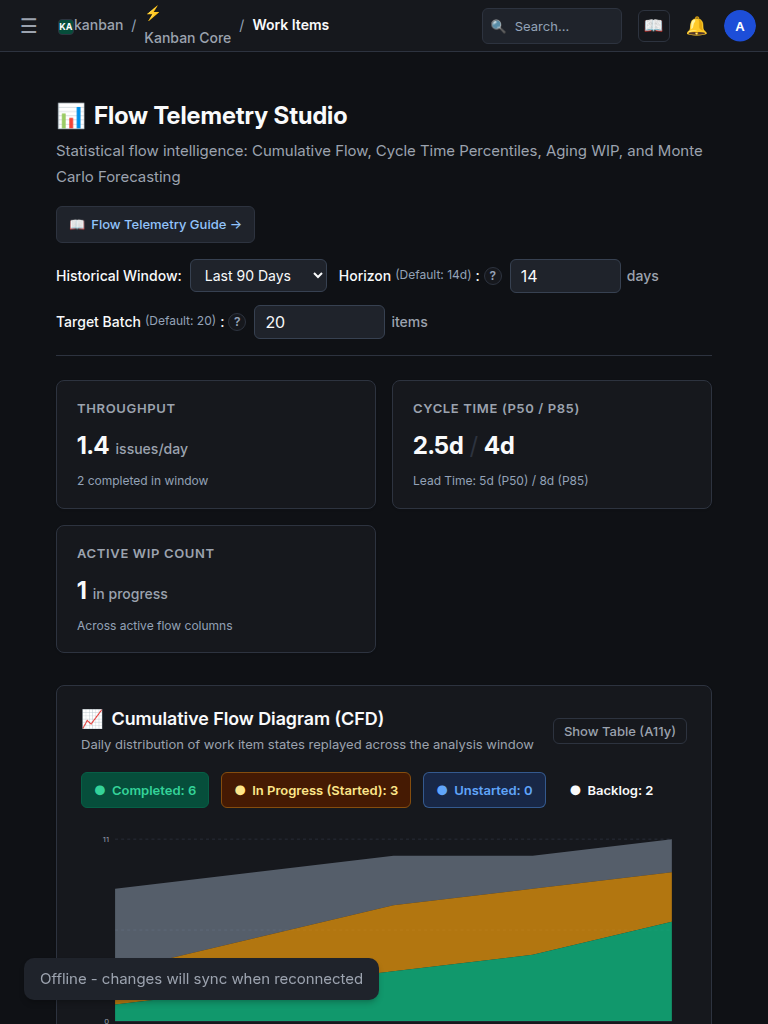 KA kanban / ⚡ Kanban Core / Work Items
Search...
A
📊 Flow Telemetry Studio
Statistical flow intelligence: Cumulative Flow, Cycle Time Percentiles, Aging WIP, and Monte
Carlo Forecasting
📖 Flow Telemetry Guide →
Historical Window: Last 90 Days Horizon (Default: 14d) : ? 14 days
Target Batch (Default: 20) : ? 20 items
THROUGHPUT
1.4 issues/day
2 completed in window
CYCLE TIME (P50 / P85)
2.5d / 4d
Lead Time: 5d (P50) / 8d (P85)
ACTIVE WIP COUNT
1 in progress
Across active flow columns
📈 Cumulative Flow Diagram (CFD)
Daily distribution of work item states replayed across the analysis window
Show Table (A11y)
● Completed: 6 ● In Progress (Started): 3 ● Unstarted: 0 ● Backlog: 2
11
Offline - changes will sync when reconnected
0